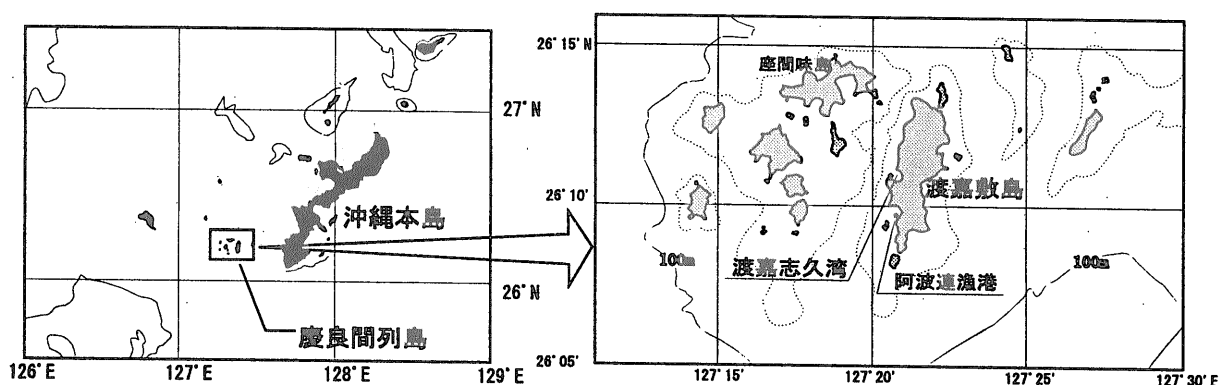 27° N
沖縄本島
26° N
慶良間列島
126° E
127° E
128° E
129° E
26° 15' N
座間味島
渡嘉敷島
26° 10'
100m
渡嘉志久湾
阿波連漁港
100m
26° 05'
127° 15'
127° 20'
127° 25'
127° 30' E